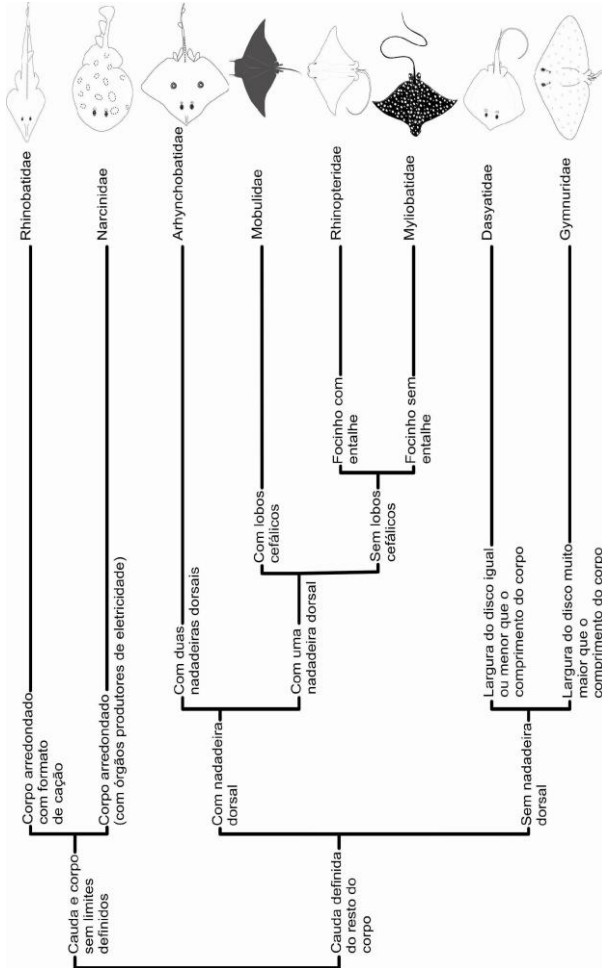 Cauda e corpo
sem limites
definidos
Corpo arredondado
com formato
de cação
Rhinobatidae
Corpo arredondado
(com órgãos produtores de eletricidade)
Narcinidae
Cauda definida
do resto do
corpo
Com nadadeira
dorsal
Com duas
nadadeiras dorsais
Arhynchobatidae
Com uma
nadadeira dorsal
Com lobos
cefálicos
Mobulidae
Sem lobos
cefálicos
Focinho com
entalhe
Rhinopteridae
Focinho sem
entalhe
Myliobatidae
Sem nadadeira
dorsal
Largura do disco igual
ou menor que o
comprimento do corpo
Dasyatidae
Largura do disco muito
maior que o
comprimento do corpo
Gymnuridae